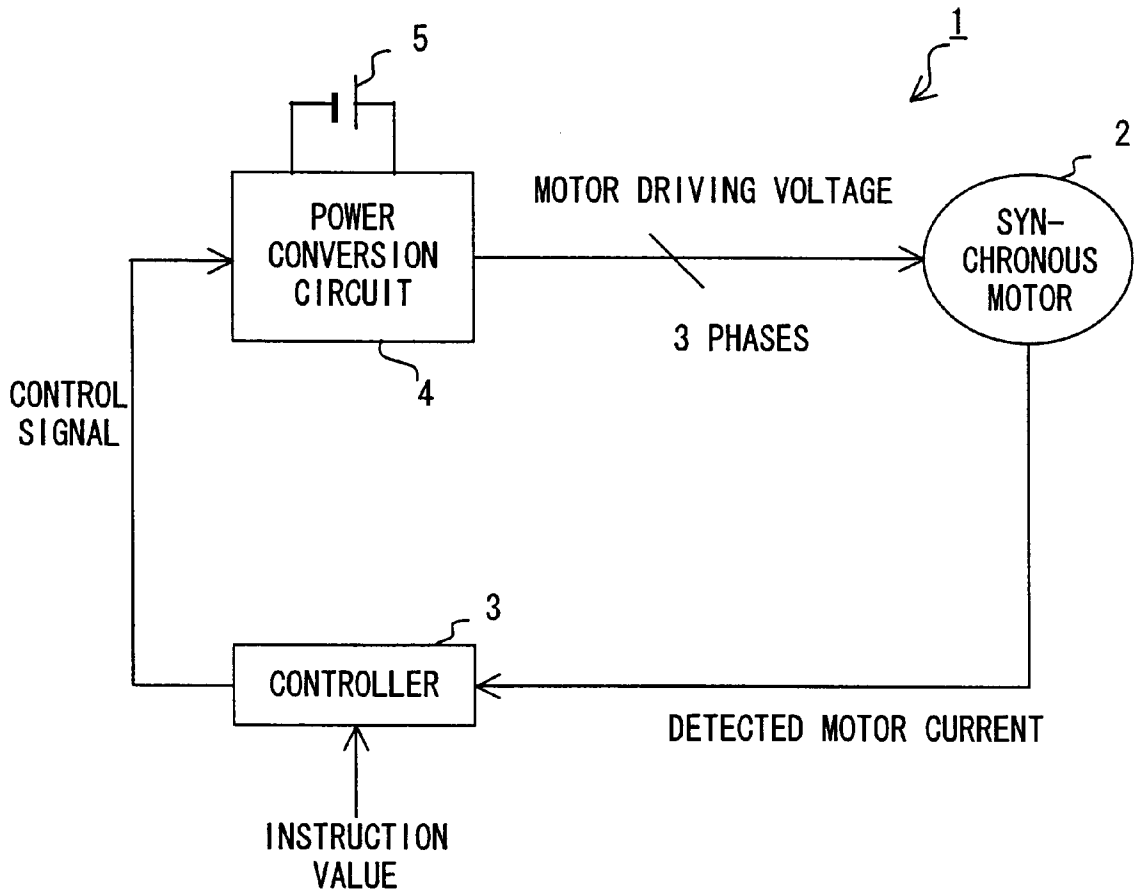 1
5
2
MOTOR DRIVING VOLTAGE
POWER
CONVERSION
CIRCUIT
SYN-
CHRONOUS
MOTOR
3 PHASES
4
CONTROL
SIGNAL
3
CONTROLLER
DETECTED MOTOR CURRENT
INSTRUCTION
VALUE